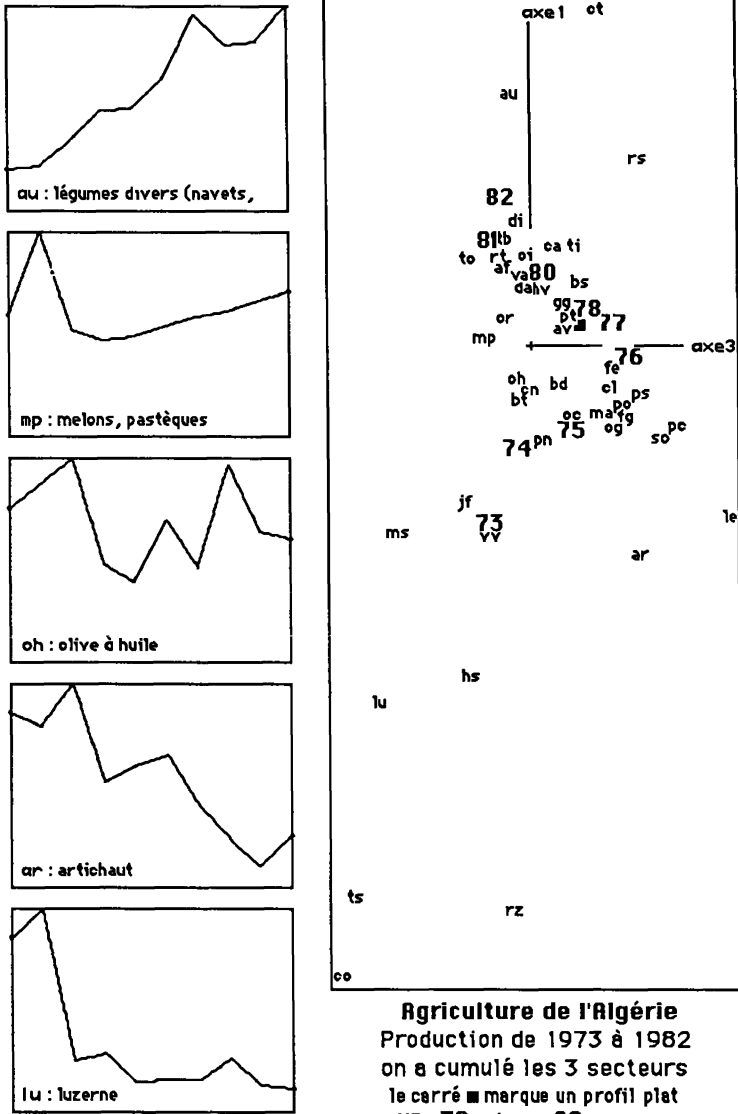 au : légumes divers (navets,
mp : melons, pastèques
oh : olive à huile
ar : artichaut
lu : luzerne
axe1 ct
au
rs
82
di
81 tb
to rt oi ca ti
af va 80
da hv bs
gg 78
or pt 77
av
mp
axe3
76
fe
oh cn bd cl
bt ps
po
oc ma fg
75 og pc
74 pn so
jf
73
ms vv
le
ar
hs
lu
ts
rz
co
Agriculture de l'Algérie
Production de 1973 à 1982
on a cumulé les 3 secteurs
le carré ■ marque un profil plat